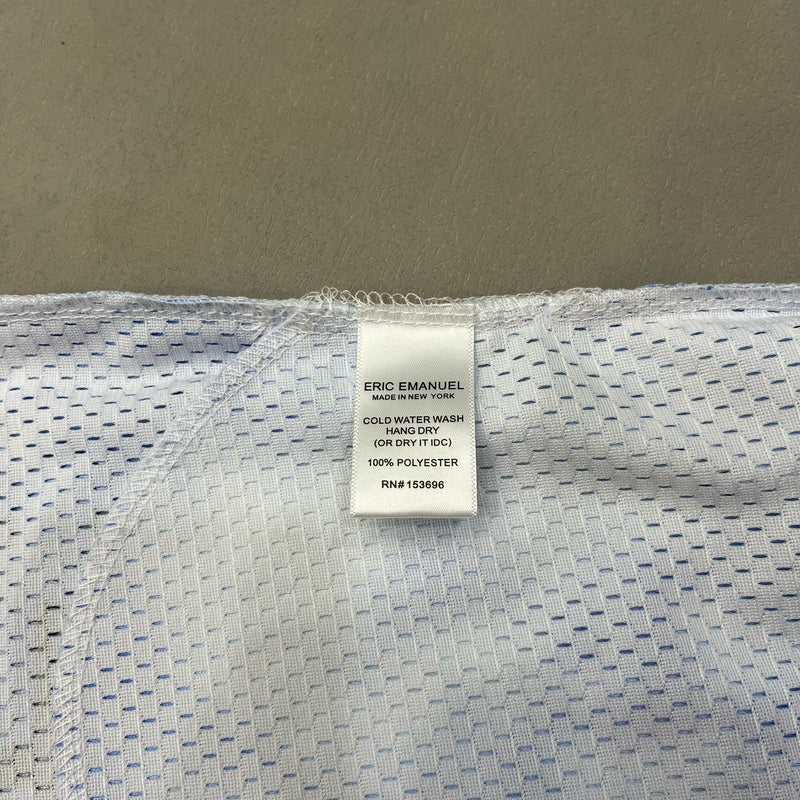 ERIC EMANUEL
MADE IN NEW YORK
COLD WATER WASH
HANG DRY
(OR DRY IT IDC)
100% POLYESTER
RN# 153696